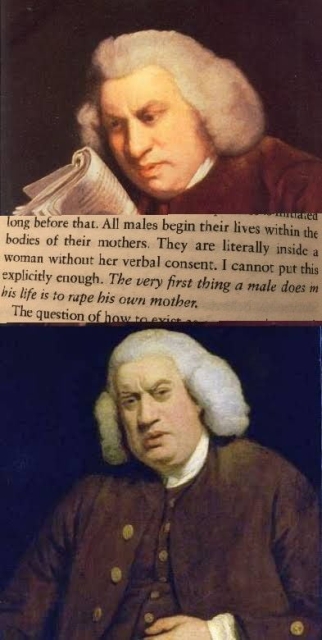 initiated
long before that. All males begin their lives within the
bodies of their mothers. They are literally inside a
woman without her verbal consent. I cannot put this
explicitly enough. The very first thing a male does in
his life is to rape his own mother.
The question of how to exist